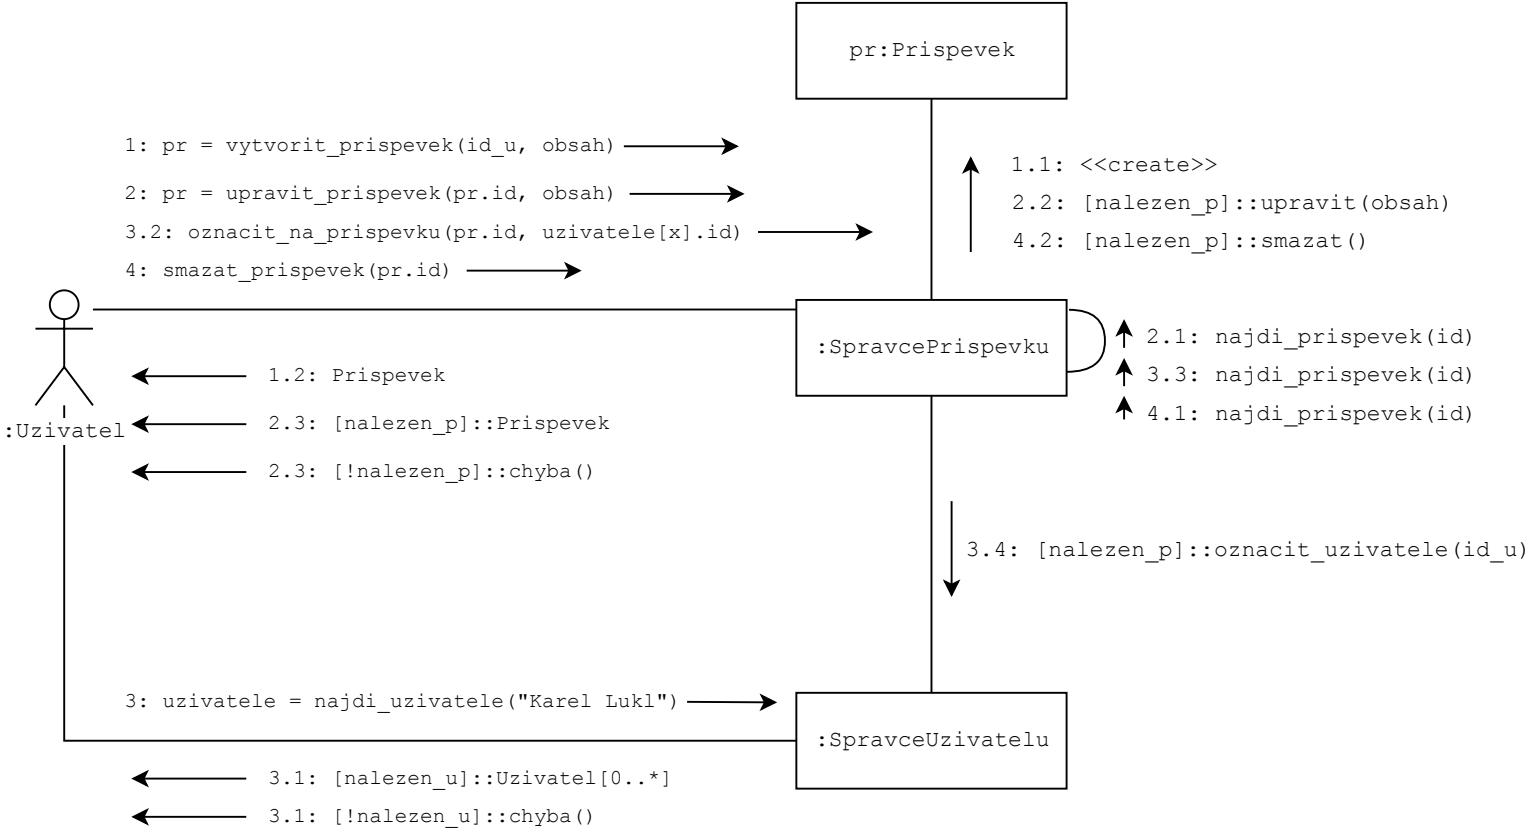 pr:Prispevek
1: pr = vytvorit_prispevek(id_u, obsah)
2: pr = upravit_prispevek(pr.id, obsah)
3.2: oznacit_na_prispevku(pr.id, uzivatele[x].id)
4: smazat_prispevek(pr.id)
1.1: <<create>>
2.2: [nalezen_p]::upravit(obsah)
4.2: [nalezen_p]::smazat()
:SpravcePrispevku
2.1: najdi_prispevek(id)
3.3: najdi_prispevek(id)
4.1: najdi_prispevek(id)
:Uzivatel
1.2: Prispevek
2.3: [nalezen_p]::Prispevek
2.3: [!nalezen_p]::chyba()
3.4: [nalezen_p]::oznacit_uzivatele(id_u)
3: uzivatele = najdi_uzivatele("Karel Lukl")
:SpravceUzivatelu
3.1: [nalezen_u]::Uzivatel[0..*]
3.1: [!nalezen_u]::chyba()